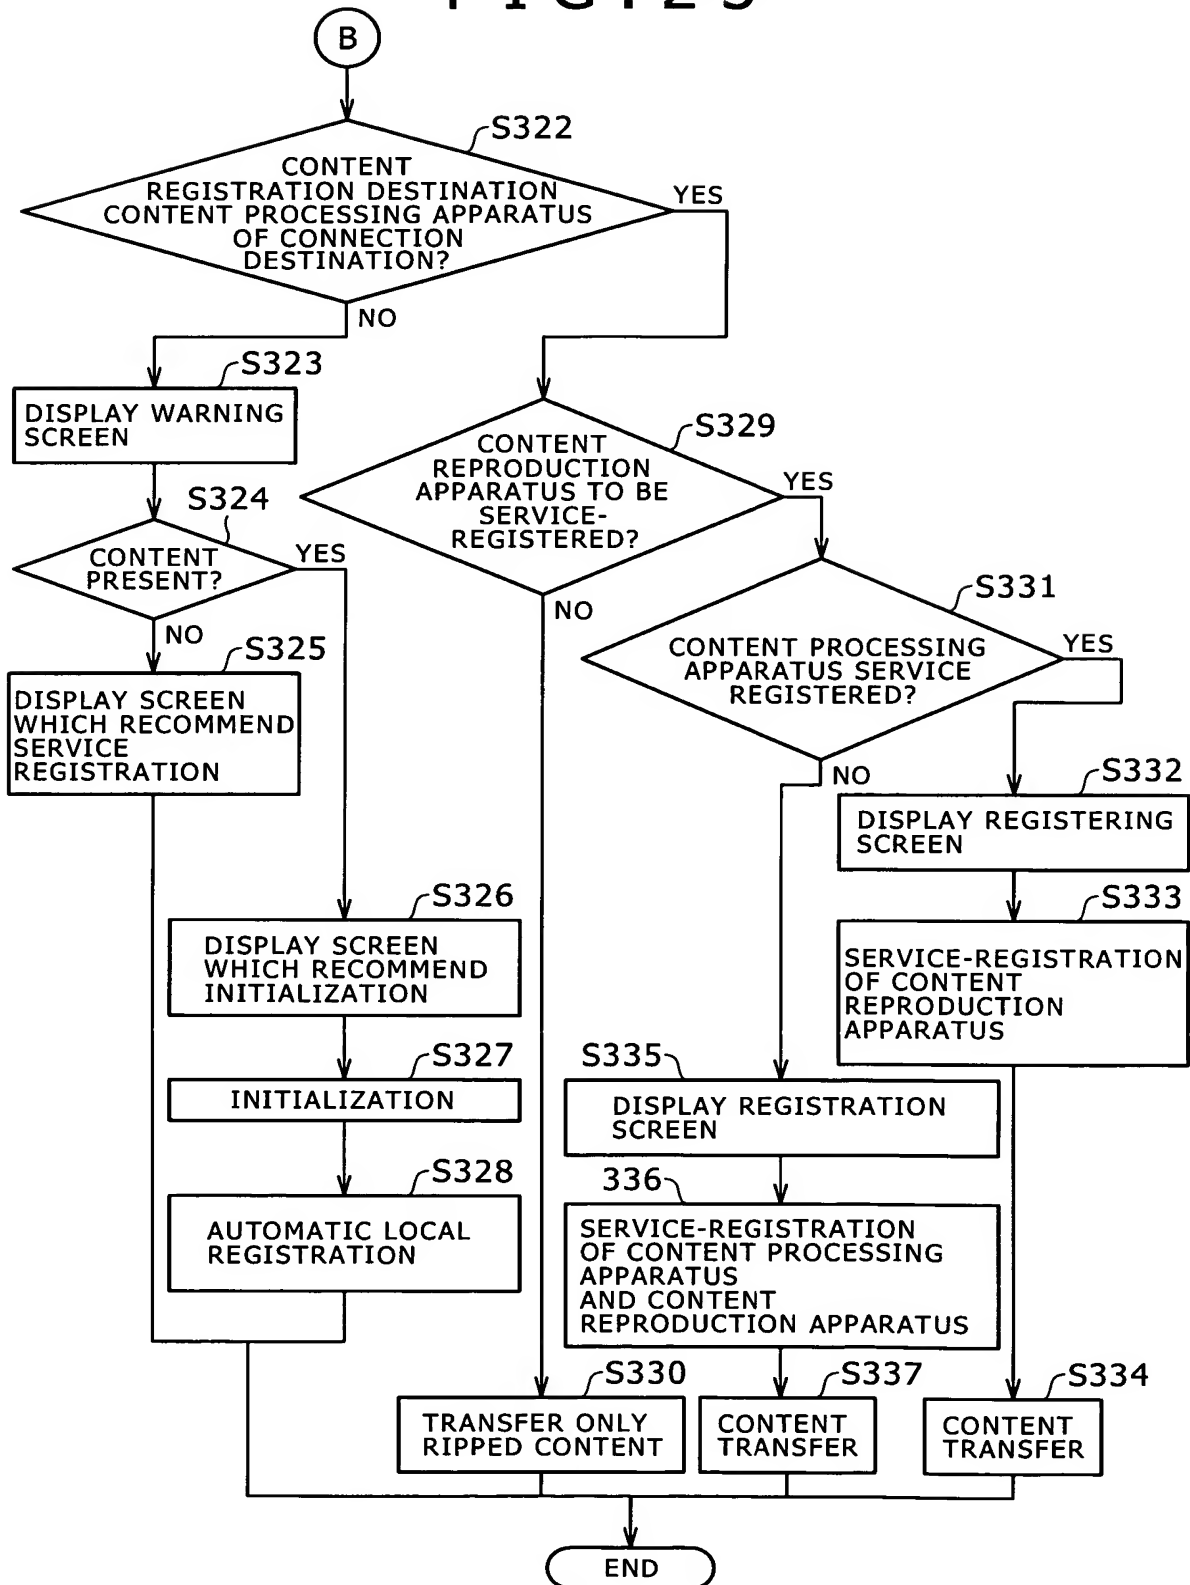 FIG. 25
B
S322
CONTENT
REGISTRATION DESTINATION
CONTENT PROCESSING APPARATUS
OF CONNECTION
DESTINATION?
YES
NO
S323
DISPLAY WARNING
SCREEN
S324
CONTENT
PRESENT?
YES
NO
S325
DISPLAY SCREEN
WHICH RECOMMEND
SERVICE
REGISTRATION
S326
DISPLAY SCREEN
WHICH RECOMMEND
INITIALIZATION
S327
INITIALIZATION
S328
AUTOMATIC LOCAL
REGISTRATION
S329
CONTENT
REPRODUCTION
APPARATUS TO BE
SERVICE-
REGISTERED?
YES
NO
S330
TRANSFER ONLY
RIPPED CONTENT
S331
CONTENT PROCESSING
APPARATUS SERVICE
REGISTERED?
YES
NO
S332
DISPLAY REGISTERING
SCREEN
S333
SERVICE-REGISTRATION
OF CONTENT
REPRODUCTION
APPARATUS
S334
CONTENT
TRANSFER
S335
DISPLAY REGISTRATION
SCREEN
336
SERVICE-REGISTRATION
OF CONTENT PROCESSING
APPARATUS
AND CONTENT
REPRODUCTION APPARATUS
S337
CONTENT
TRANSFER
END